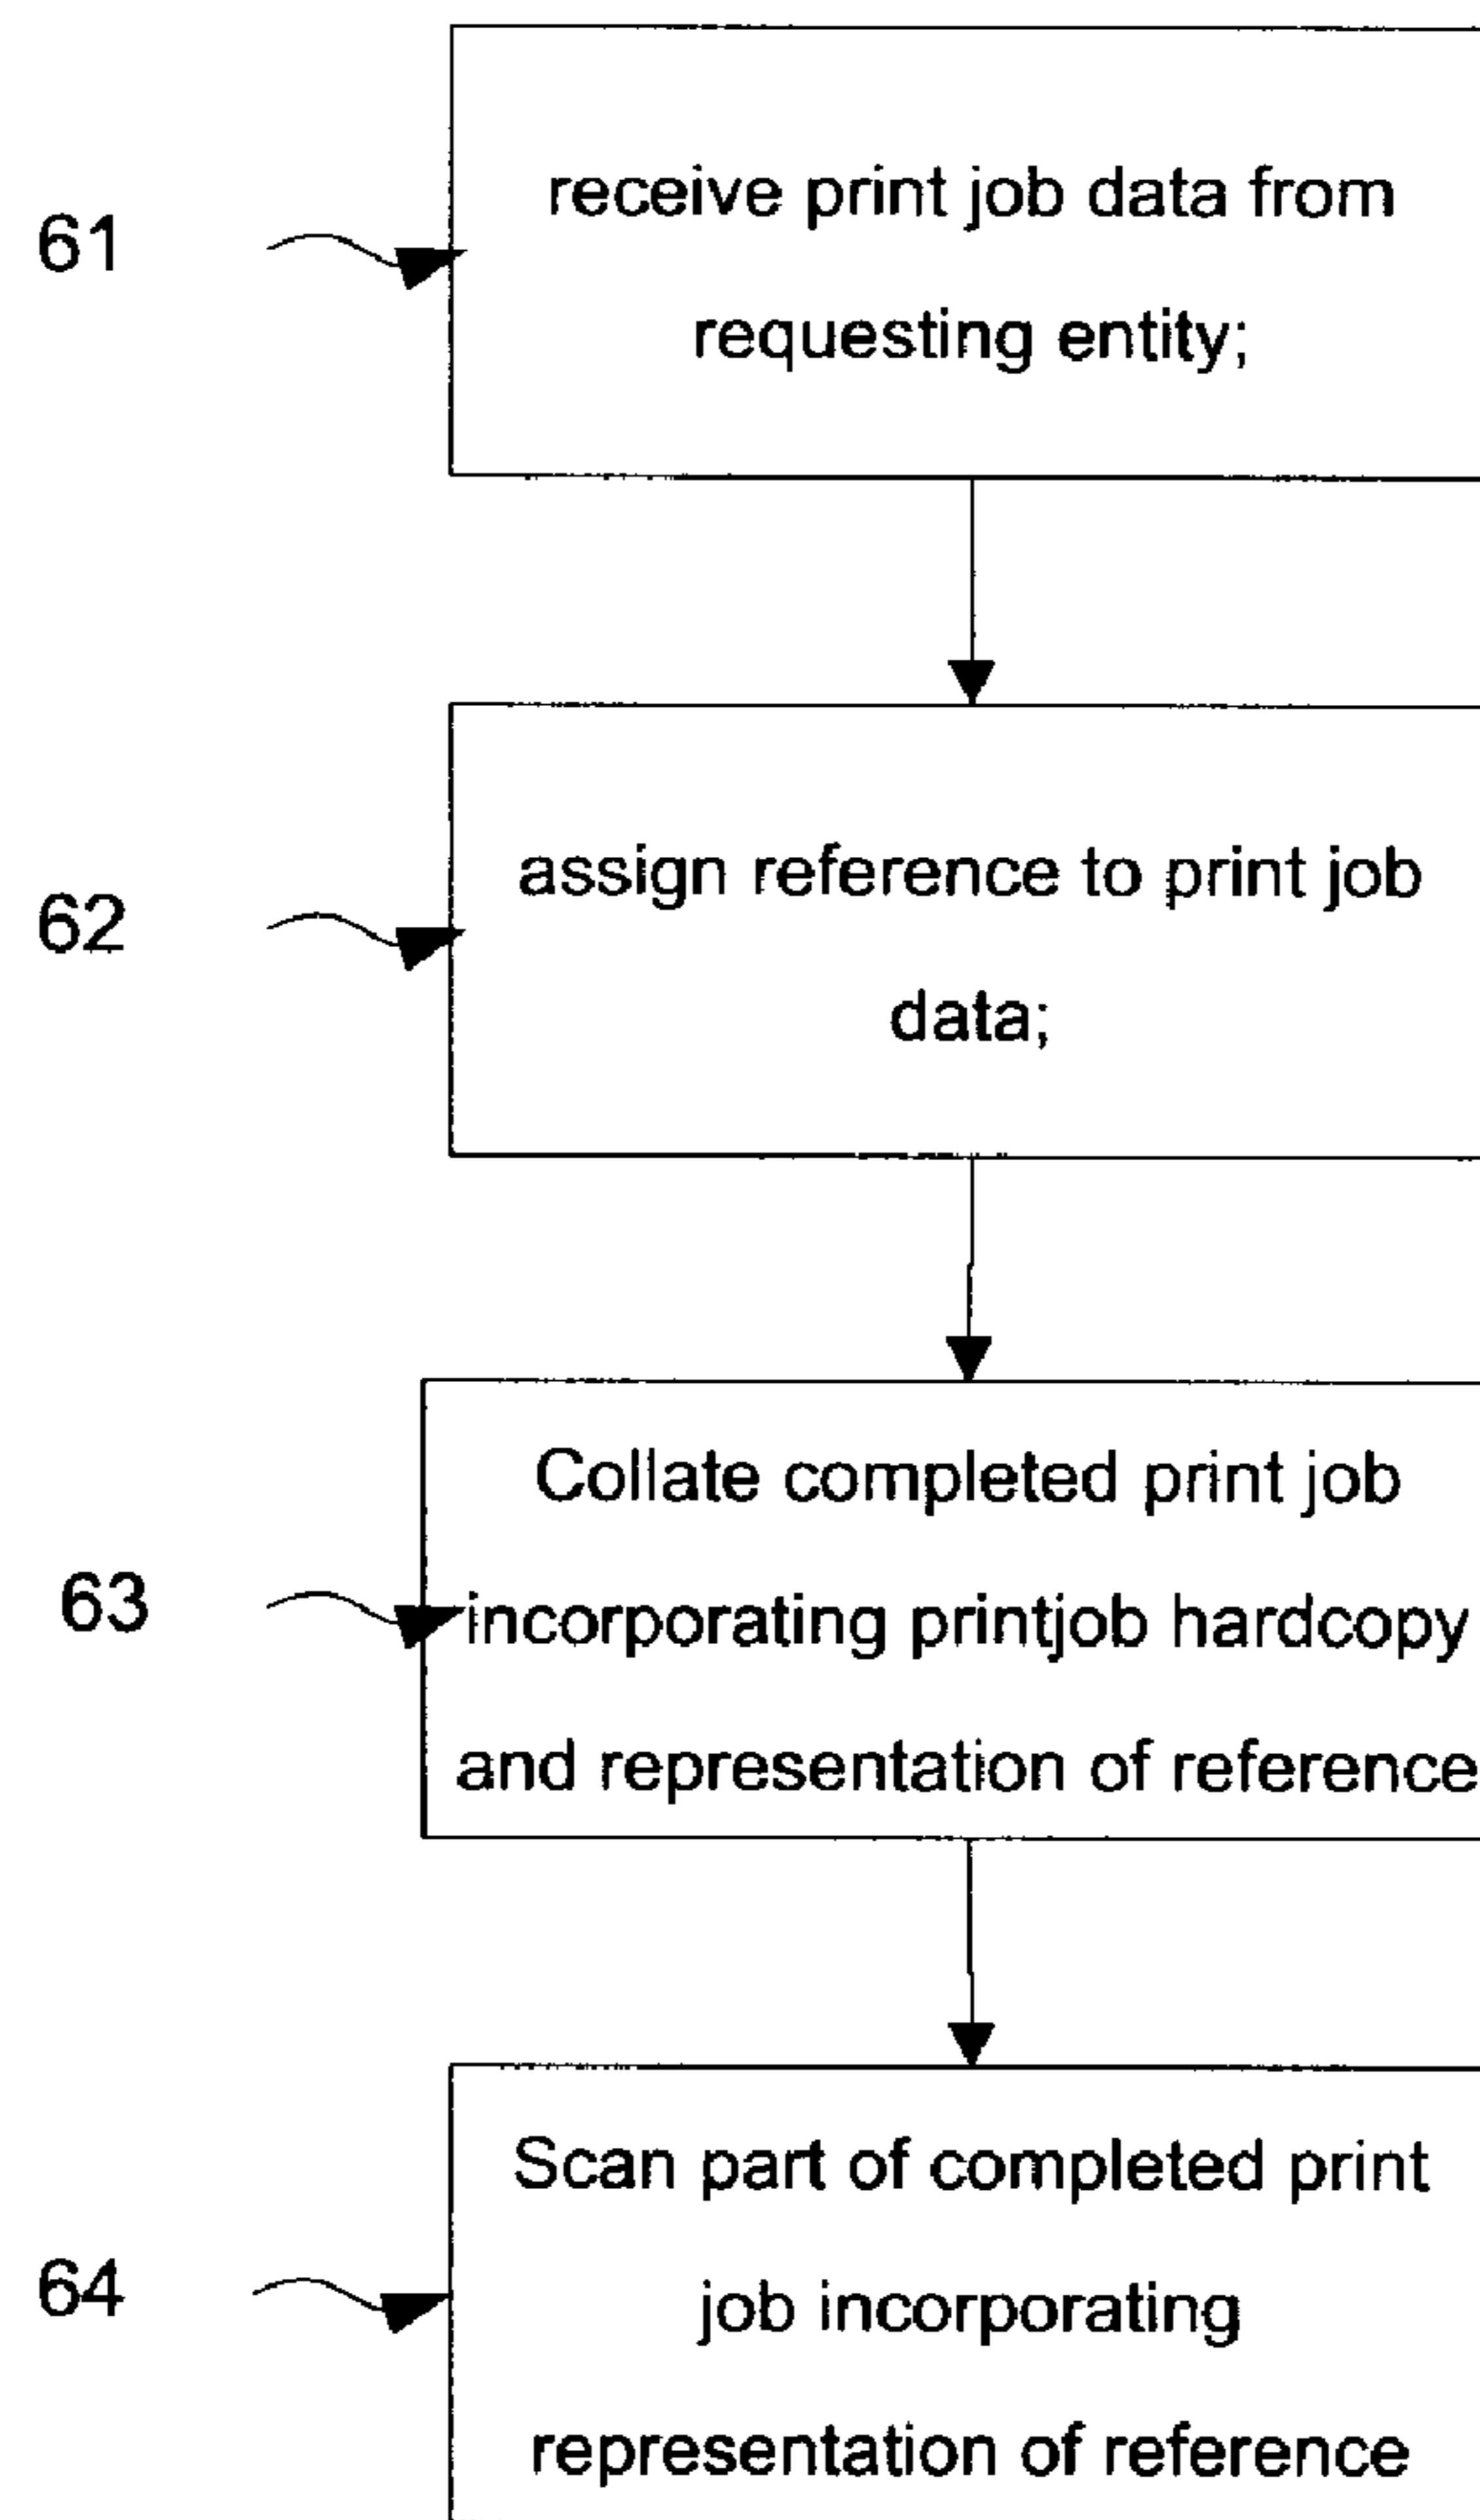 61
receive print job data from
requesting entity;
62
assign reference to print job
data;
63
Collate completed print job
incorporating printjob hardcopy
and representation of reference
64
Scan part of completed print
job incorporating
representation of reference